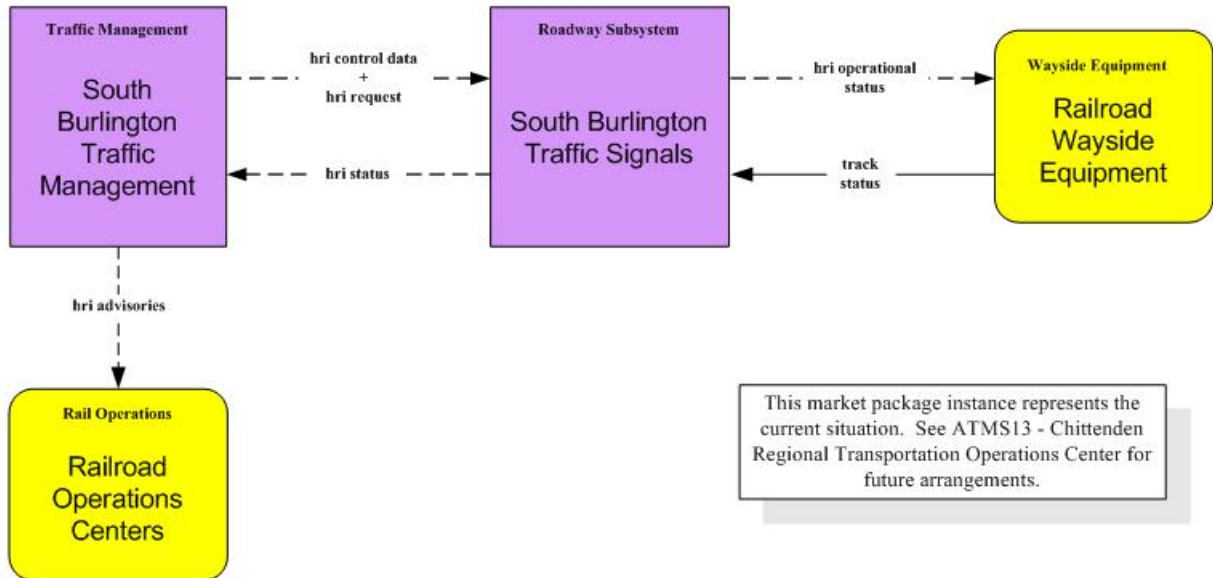 Traffic Management
South
Burlington
Traffic
Management
hri control data
+
hri request
hri status
Roadway Subsystem
South Burlington
Traffic Signals
hri operational
status
track
status
Wayside Equipment
Railroad
Wayside
Equipment
hri advisories
Rail Operations
Railroad
Operations
Centers
This market package instance represents the
current situation. See ATMS13 - Chittenden
Regional Transportation Operations Center for
future arrangements.